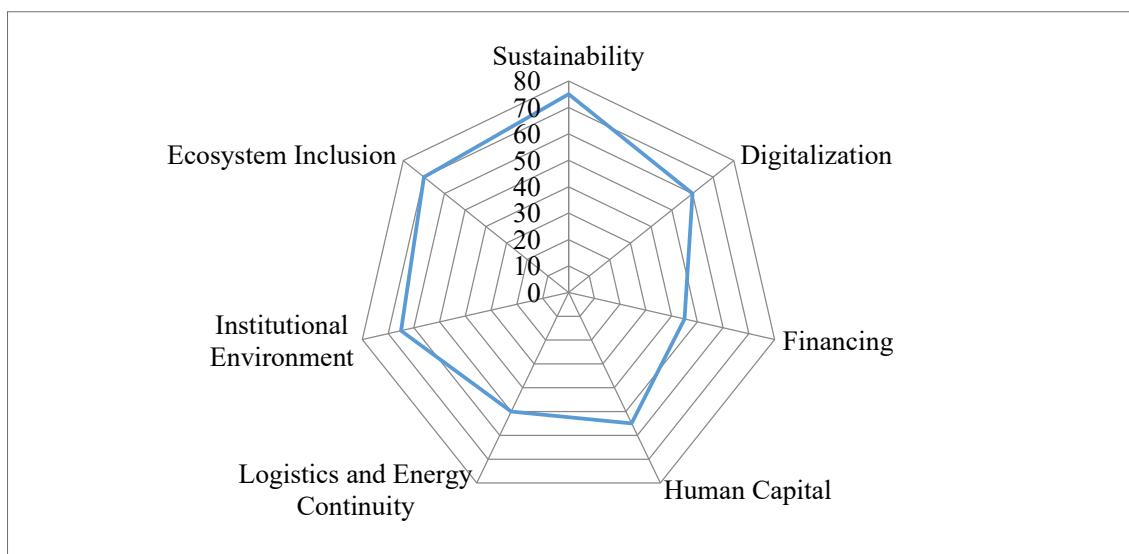 Sustainability
80
70
60
50
40
30
20
10
0
Digitalization
Financing
Human Capital
Logistics and Energy
Continuity
Institutional
Environment
Ecosystem Inclusion